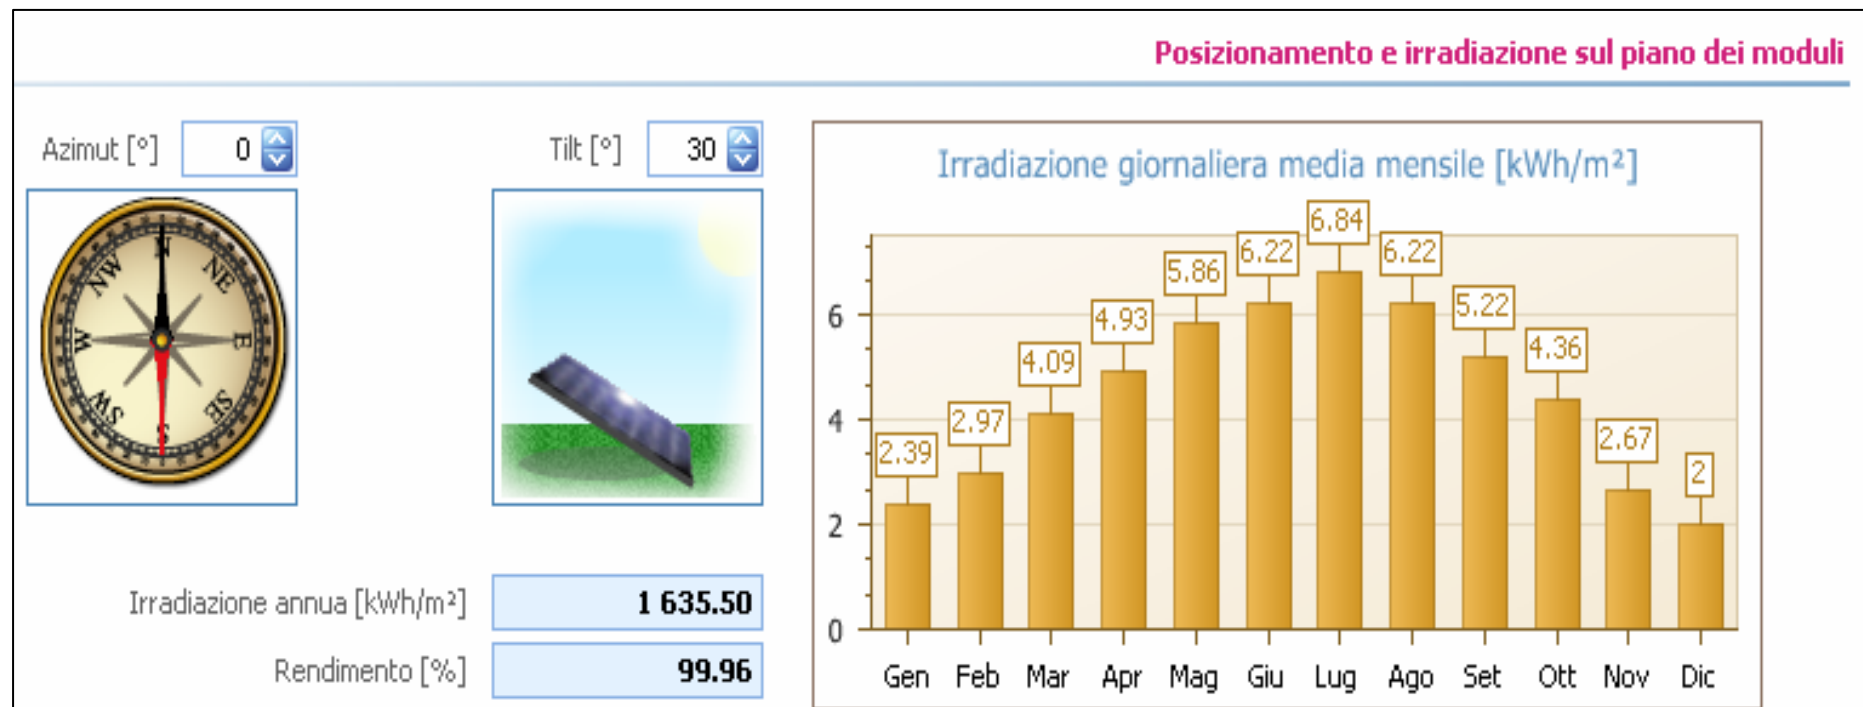 Posizionamento e irradiazione sul piano dei moduli
Azimut [°] 0
Tilt [°] 30
N
NE
E
SE
S
SW
W
NW
Irradiazione annua [kWh/m²] 1 635.50
Rendimento [%] 99.96
Irradiazione giornaliera media mensile [kWh/m²]
6
4
2
0
2.39
2.97
4.09
4.93
5.86
6.22
6.84
6.22
5.22
4.36
2.67
2
Gen Feb Mar Apr Mag Giu Lug Ago Set Ott Nov Dic